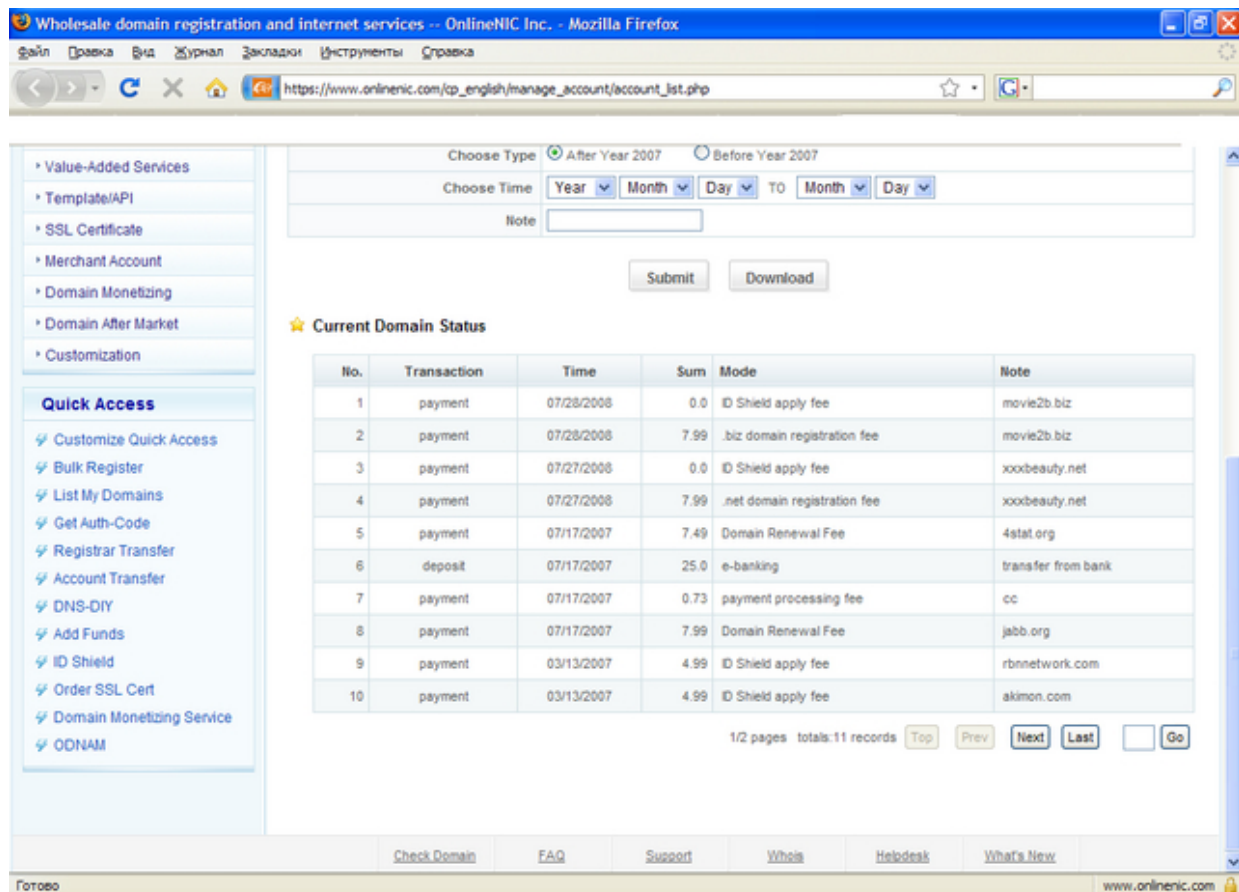 Wholesale domain registration and internet services -- OnlineNIC Inc. - Mozilla Firefox
Файл Правка Вид Журнал Закладки Инструменты Справка
https://www.onlinenic.com/cp_english/manage_account/account_list.php
Value-Added Services
Template/API
SSL Certificate
Merchant Account
Domain Monetizing
Domain After Market
Customization
Quick Access
Customize Quick Access
Bulk Register
List My Domains
Get Auth-Code
Registrar Transfer
Account Transfer
DNS-DIY
Add Funds
ID Shield
Order SSL Cert
Domain Monetizing Service
ODNAM
Choose Type After Year 2007 Before Year 2007
Choose Time Year Month Day TO Month Day
Note
Submit Download
Current Domain Status
No. Transaction Time Sum Mode Note
1 payment 07/28/2008 0.0 ID Shield apply fee movie2b.biz
2 payment 07/28/2008 7.99 .biz domain registration fee movie2b.biz
3 payment 07/27/2008 0.0 ID Shield apply fee xxxbeauty.net
4 payment 07/27/2008 7.99 .net domain registration fee xxxbeauty.net
5 payment 07/17/2007 7.49 Domain Renewal Fee 4stat.org
6 deposit 07/17/2007 25.0 e-banking transfer from bank
7 payment 07/17/2007 0.73 payment processing fee cc
8 payment 07/17/2007 7.99 Domain Renewal Fee jabb.org
9 payment 03/13/2007 4.99 ID Shield apply fee rbnnetwork.com
10 payment 03/13/2007 4.99 ID Shield apply fee akimon.com
1/2 pages totals:11 records Top Prev Next Last Go
Check Domain FAQ Support Whois Helpdesk What's New
Готово www.onlinenic.com